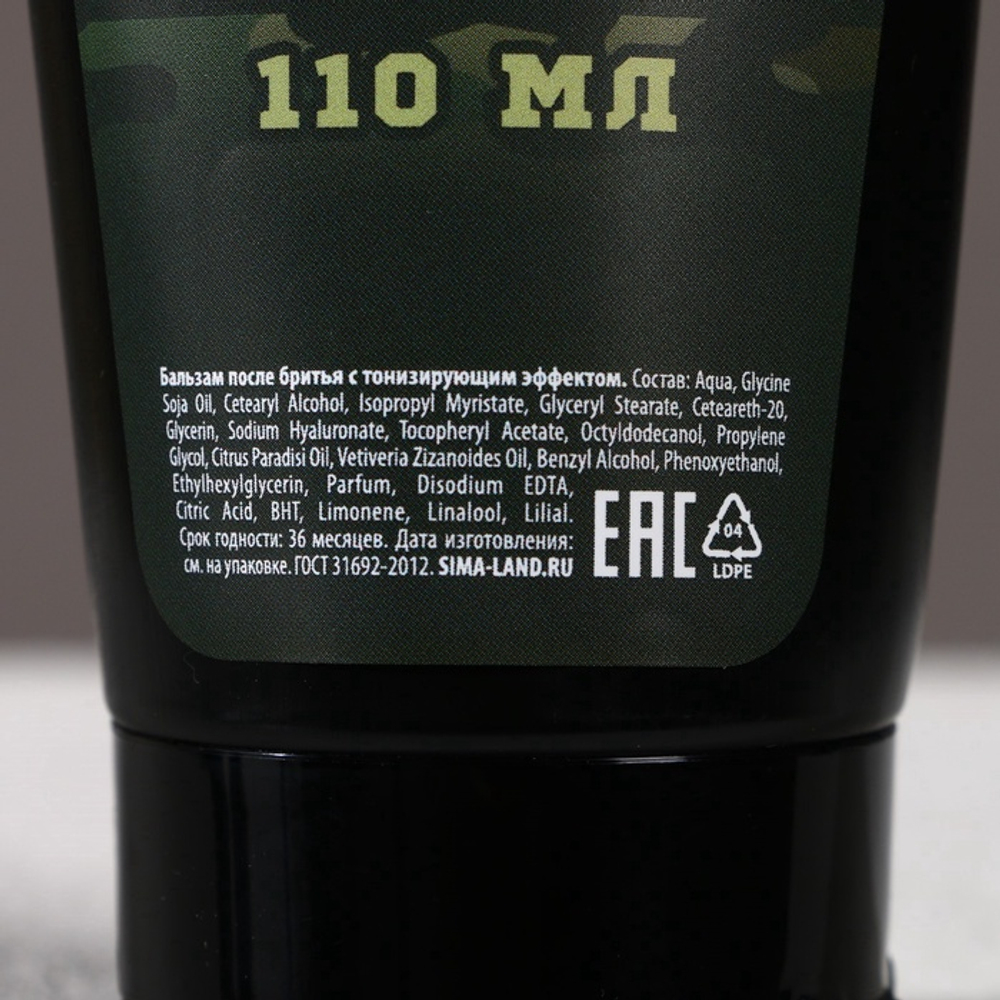 110 МЛ
Бальзам после бритья с тонизирующим эффектом. Состав: Aqua, Glycine
Soja Oil, Cetearyl Alcohol, Isopropyl Myristate, Glyceryl Stearate, Ceteareth-20,
Glycerin, Sodium Hyaluronate, Tocopheryl Acetate, Octyldodecanol, Propylene
Glycol, Citrus Paradisi Oil, Vetiveria Zizanoides Oil, Benzyl Alcohol, Phenoxyethanol,
Ethylhexylglycerin, Parfum, Disodium EDTA,
Citric Acid, BHT, Limonene, Linalool, Lilial.
Срок годности: 36 месяцев. Дата изготовления:
см. на упаковке. ГОСТ 31692-2012. SIMA-LAND.RU
EAC
04
LDPE